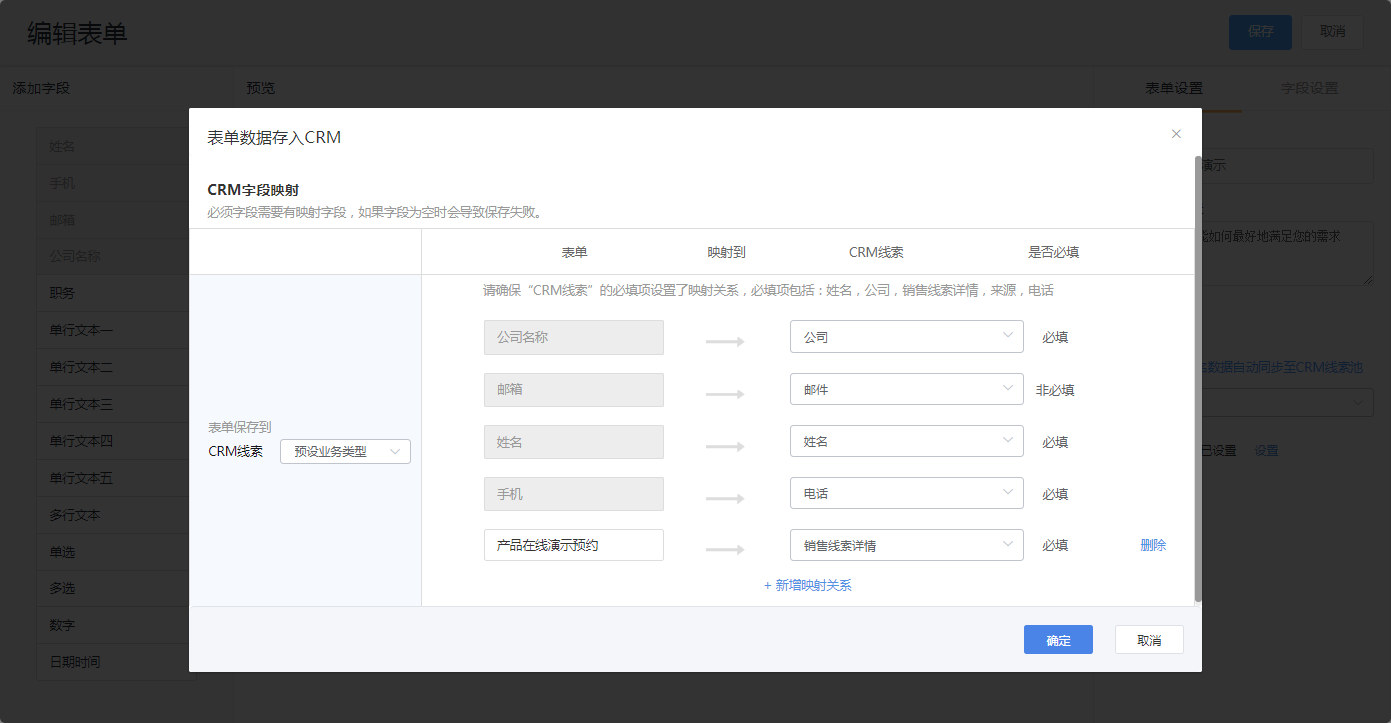 编辑表单
保存
取消
添加字段
预览
表单设置
字段设置
姓名
手机
邮箱
公司名称
职务
单行文本一
单行文本二
单行文本三
单行文本四
单行文本五
多行文本
单选
多选
数字
日期时间
表单数据存入CRM
×
CRM字段映射
必须字段需要有映射字段，如果字段为空时会导致保存失败。
表单
映射到
CRM线索
是否必填
请确保“CRM线索”的必填项设置了映射关系，必填项包括：姓名，公司，销售线索详情，来源，电话
公司名称
公司
必填
邮箱
邮件
非必填
表单保存到
CRM线索
预设业务类型
姓名
姓名
必填
手机
电话
必填
产品在线演示预约
销售线索详情
必填
删除
+ 新增映射关系
确定
取消
演示
如何最好地满足您的需求
数据自动同步至CRM线索池
已设置
设置